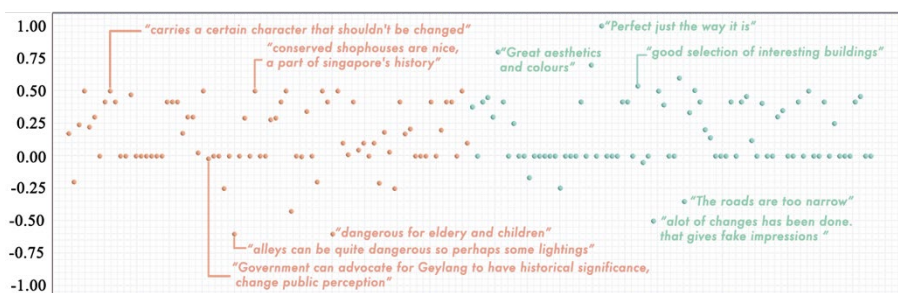 1.00
0.75
0.50
0.25
0.00
-0.25
-0.50
-0.75
-1.00
“carries a certain character that shouldn't be changed”
“conserved shophouses are nice,
a part of singapore's history”
“Great aesthetics
and colours”
“Perfect just the way it is”
“good selection of interesting buildings”
“dangerous for eldery and children”
“alleys can be quite dangerous so perhaps some lightings”
“Government can advocate for Geylang to have historical significance,
change public perception”
“The roads are too narrow”
“alot of changes has been done.
that gives fake impressions ”